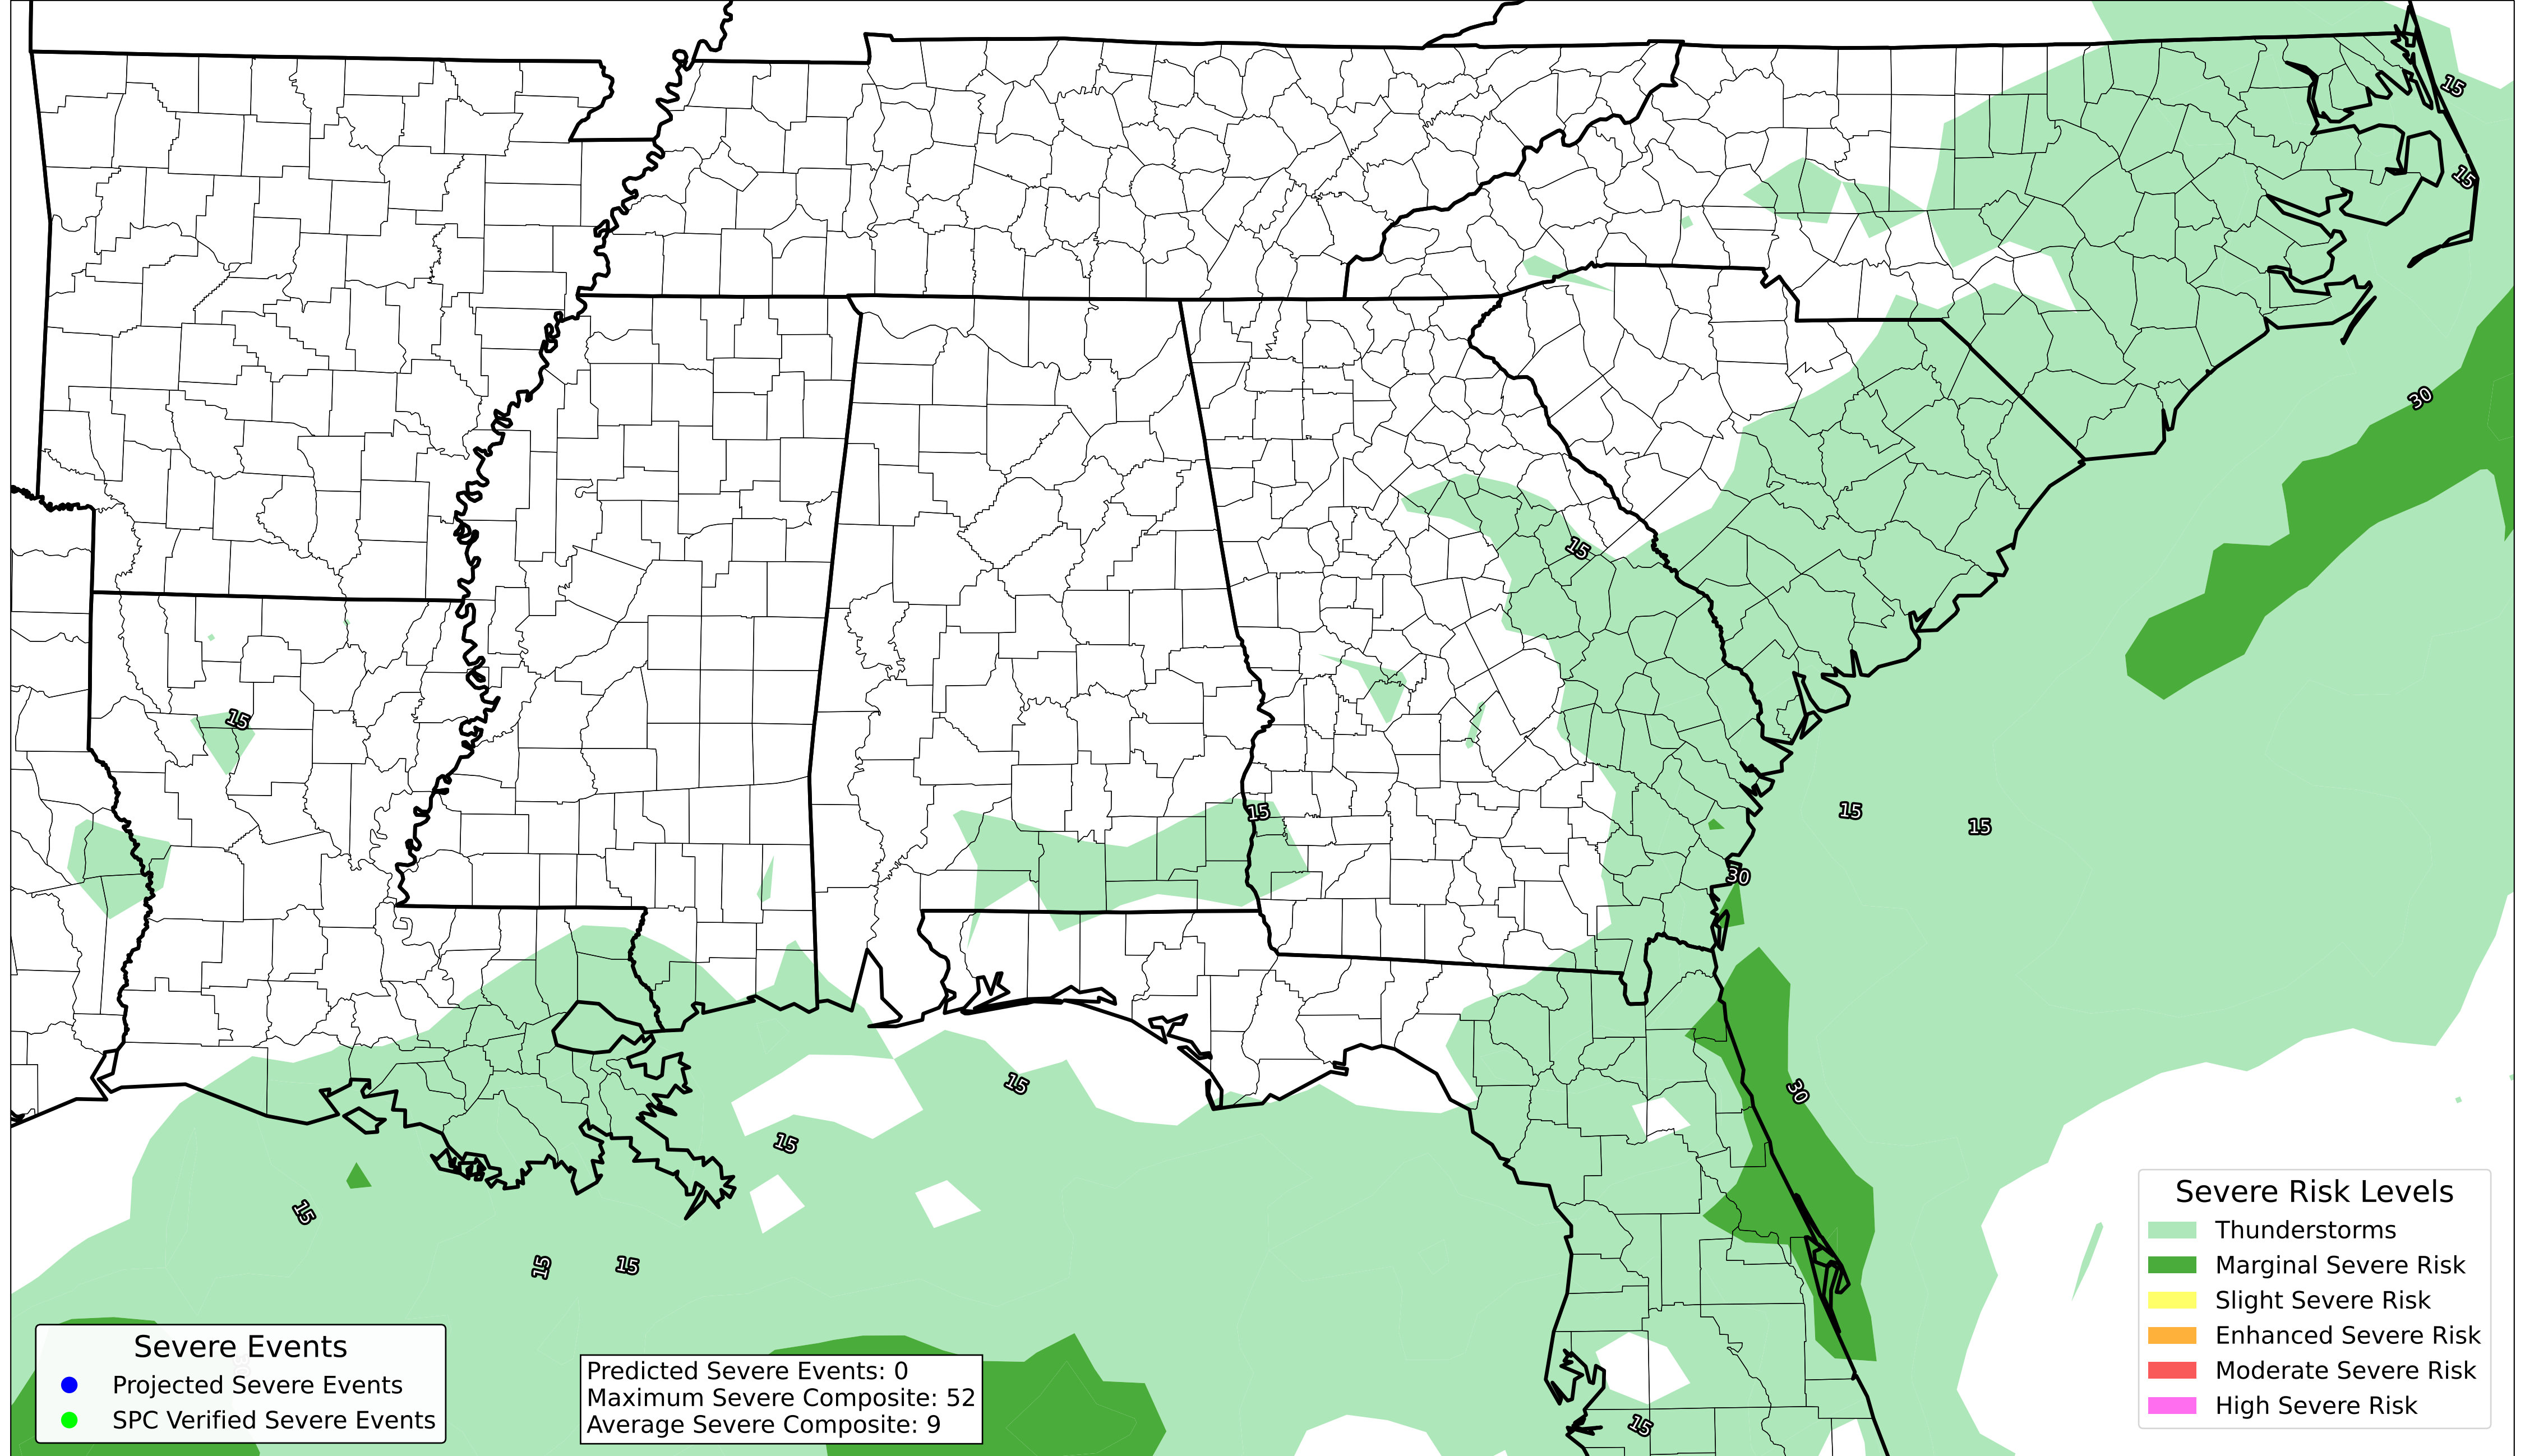 15
15
30
15
15
15
15
15
30
30
15
15
15
15
15
15
Severe Risk Levels
Thunderstorms
Marginal Severe Risk
Slight Severe Risk
Enhanced Severe Risk
Moderate Severe Risk
High Severe Risk
Severe Events
Projected Severe Events
SPC Verified Severe Events
Predicted Severe Events: 0
Maximum Severe Composite: 52
Average Severe Composite: 9